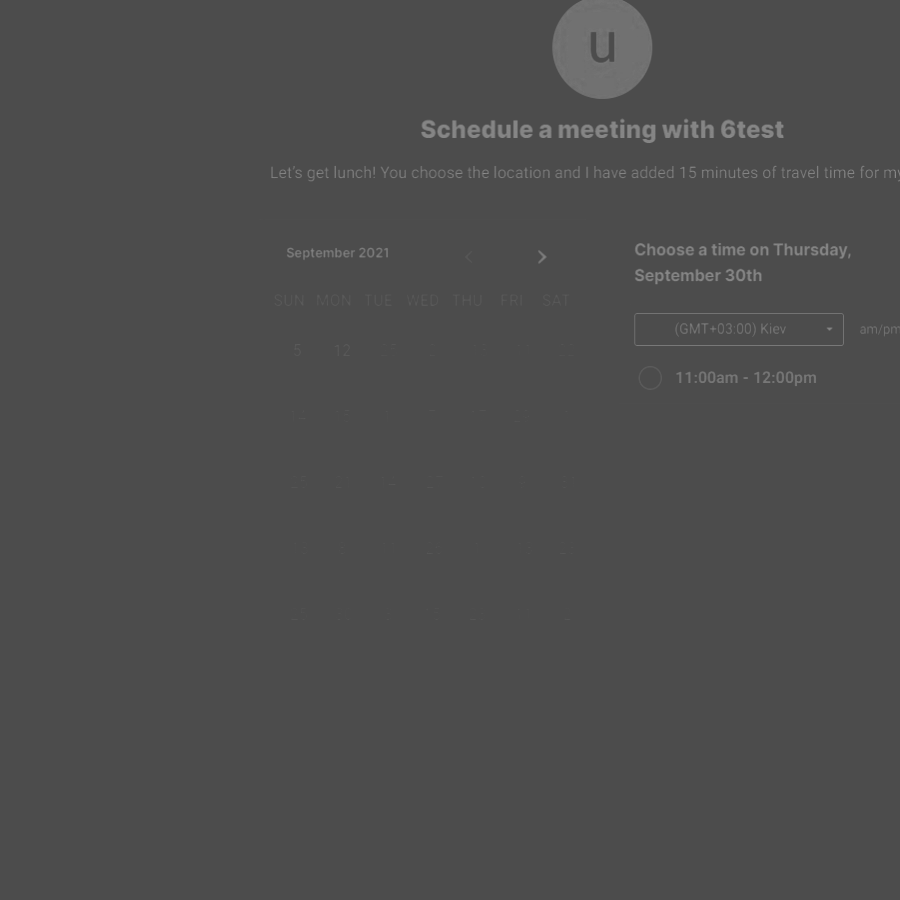 u
Schedule a meeting with 6test
Let's get lunch! You choose the location and I have added 15 minutes of travel time for my
September 2021
SUN MON TUE WED THU FRI SAT
5 12
Choose a time on Thursday,
September 30th
(GMT+03:00) Kiev
am/pm
11:00am - 12:00pm